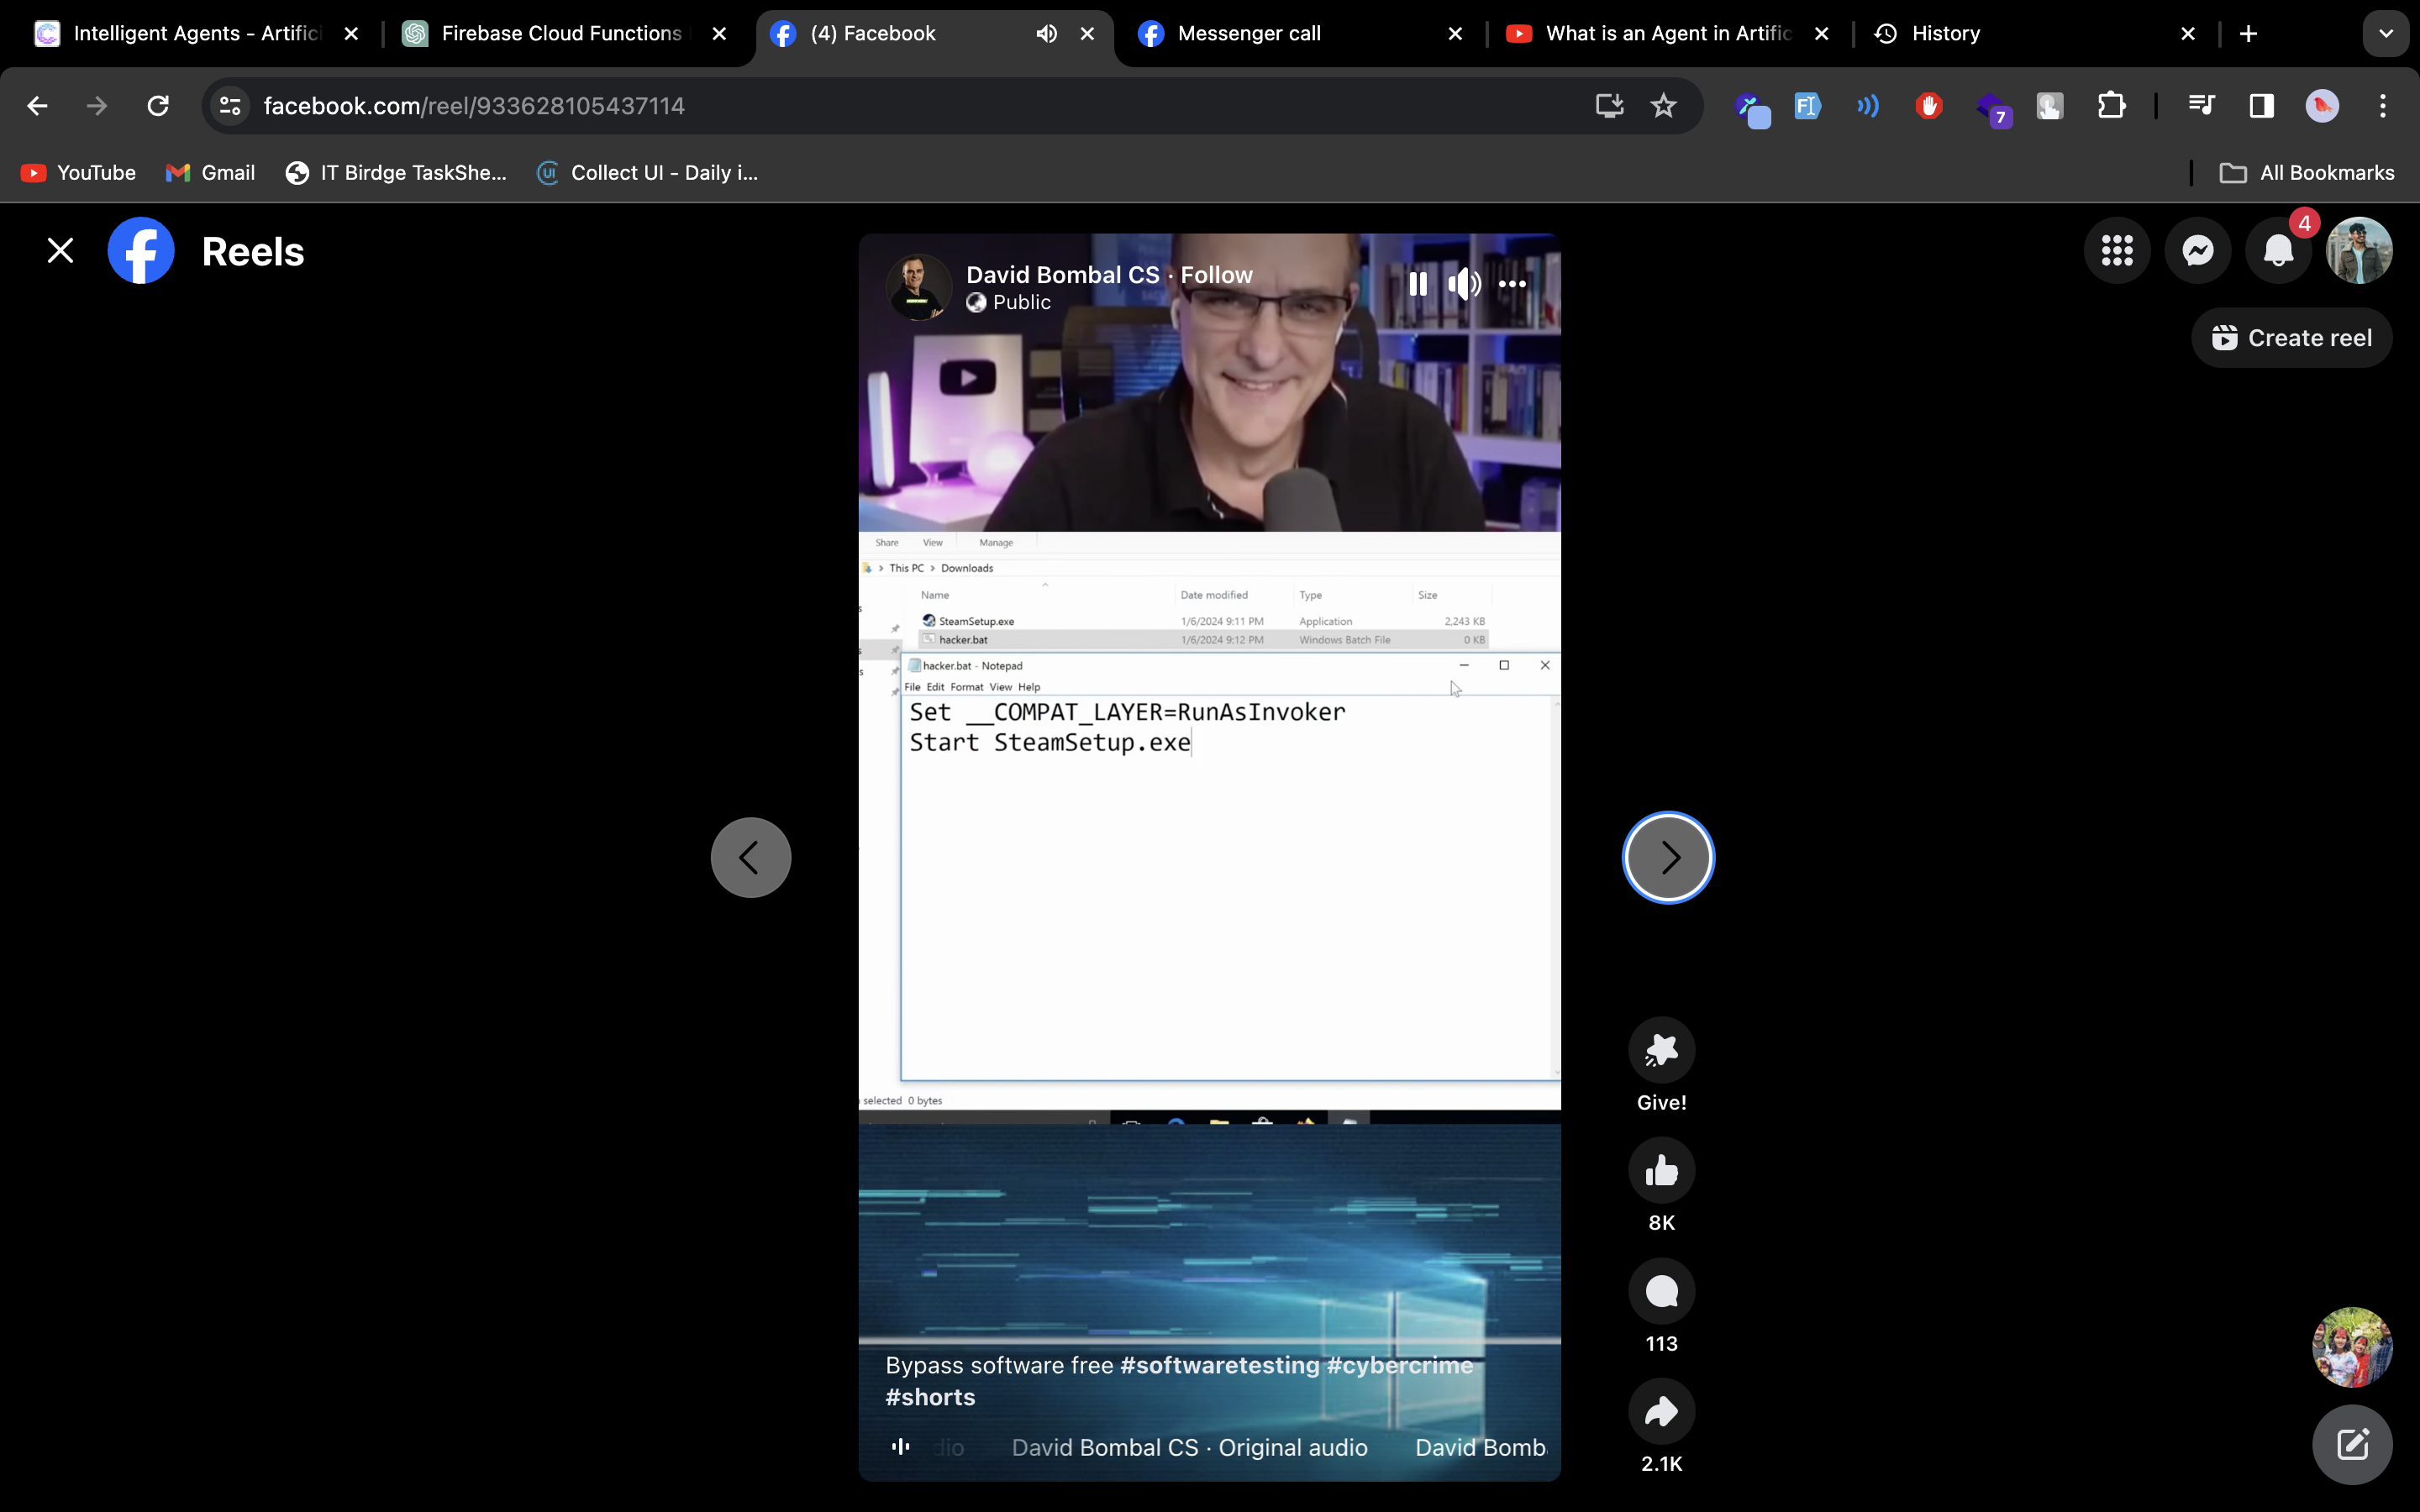 Intelligent Agents - Artifici
Firebase Cloud Functions
(4) Facebook
Messenger call
What is an Agent in Artific
History
facebook.com/reel/933628105437114
7
YouTube
Gmail
IT Birdge TaskShe...
UI
Collect UI - Daily i...
All Bookmarks
Reels
4
Create reel
David Bombal CS · Follow
Public
Share View Manage
This PC > Downloads
Name Date modified Type Size
SteamSetup.exe 1/6/2024 9:11 PM Application 2,243 KB
hacker.bat 1/6/2024 9:12 PM Windows Batch File 0 KB
hacker.bat - Notepad
File Edit Format View Help
Set __COMPAT_LAYER=RunAsInvoker
Start SteamSetup.exe
selected 0 bytes
Give!
8K
113
2.1K
Bypass software free #softwaretesting #cybercrime
#shorts
dio David Bombal CS · Original audio David Bomb